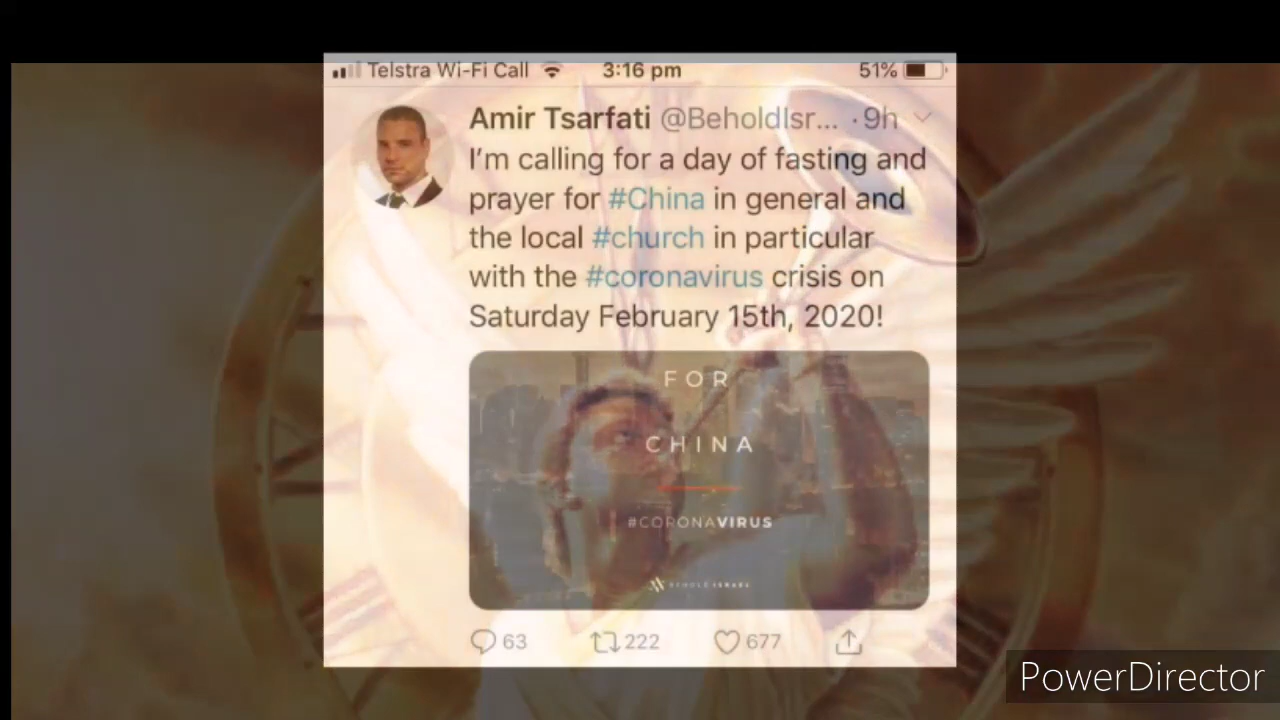 Telstra Wi-Fi Call 3:16 pm 51%
Amir Tsarfati @BeholdIsr... · 9h
I'm calling for a day of fasting and
prayer for #China in general and
the local #church in particular
with the #coronavirus crisis on
Saturday February 15th, 2020!
FOR
CHINA
#CORONAVIRUS
BEHOLD ISRAEL
63 222 677
PowerDirector